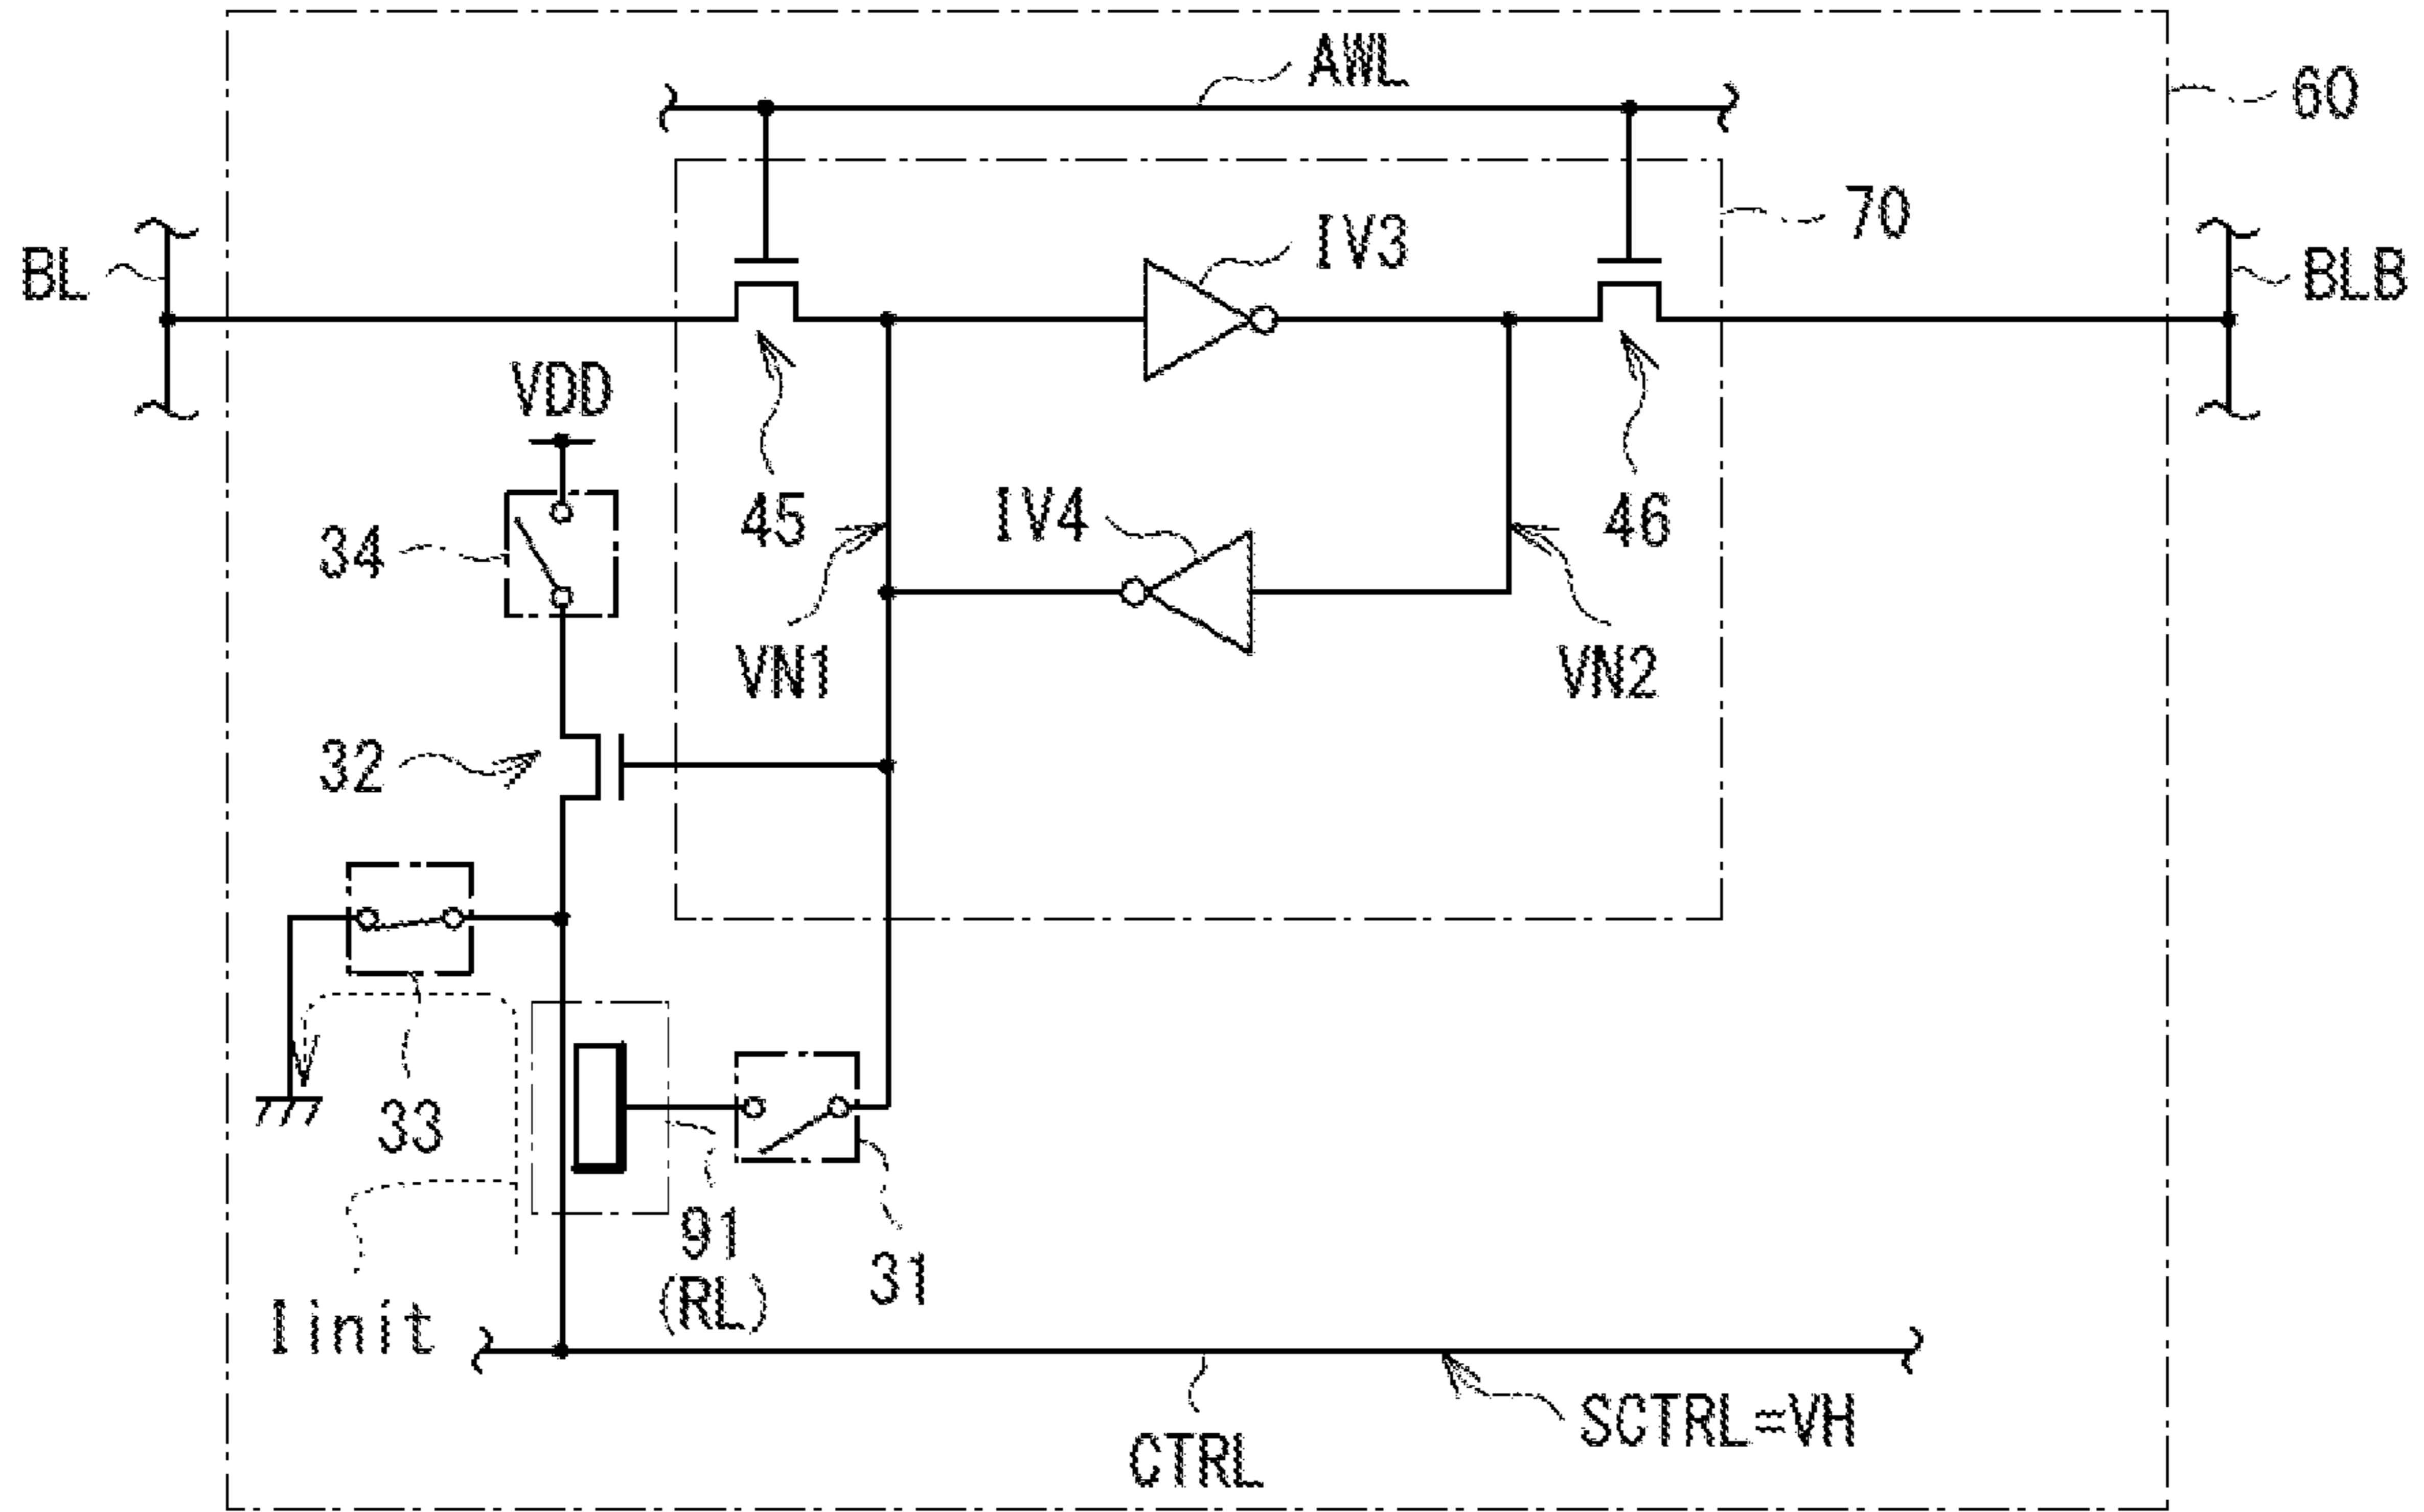 AWL
60
70
IV3
BL
BLB
VDD
34
45
IV4
46
VN1
VN2
32
33
91
(RL)
31
Iinit
SCTRL=VH
CTRL